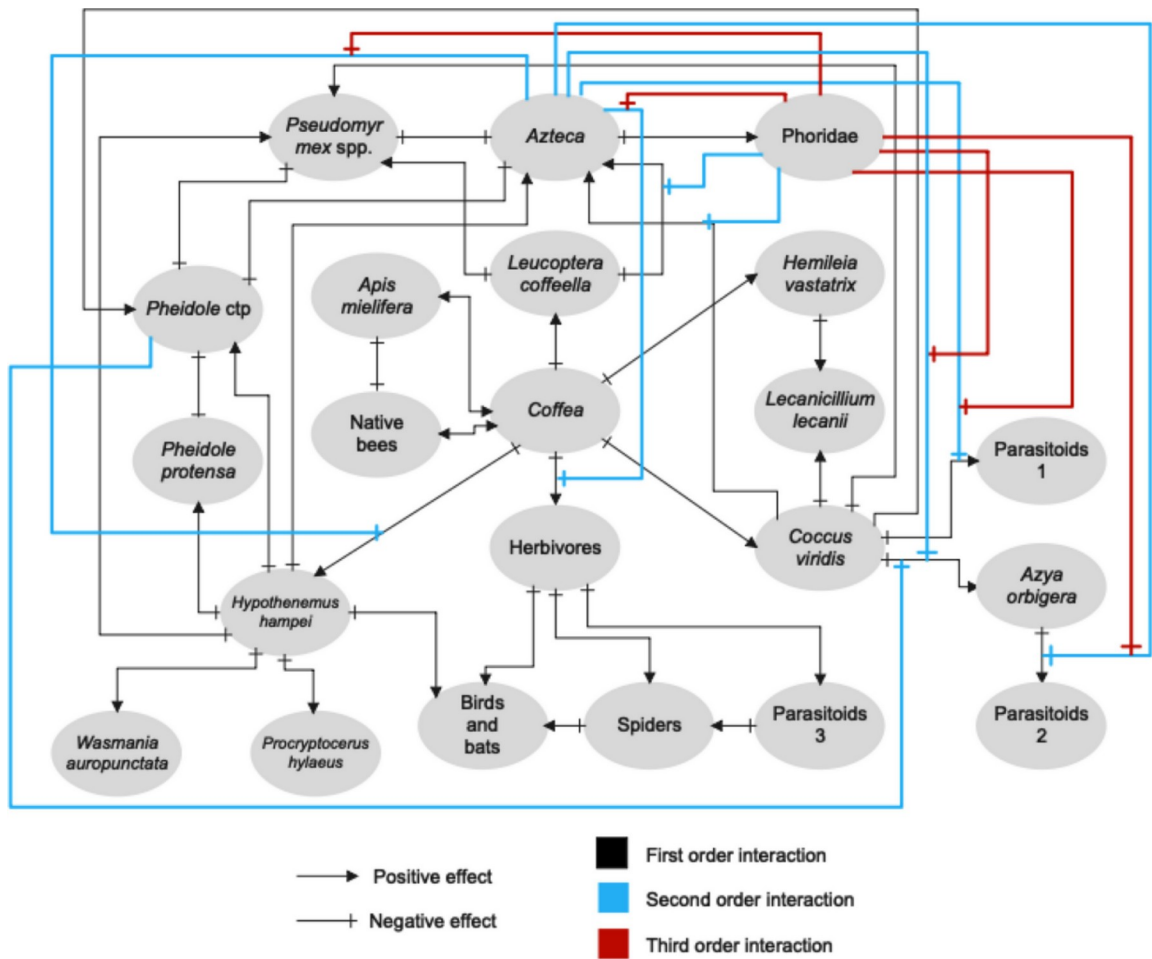 Pseudomyr
mex spp.
Azteca
Phoridae
Leucoptera
coffeella
Hemileia
vastatrix
Apis
mielifera
Pheidole ctp
Coffea
Lecanicillium
lecanii
Native
bees
Pheidole
protensa
Parasitoids
1
Herbivores
Coccus
viridis
Azya
orbigera
Hypothenemus
hampei
Birds
and
bats
Spiders
Parasitoids
3
Parasitoids
2
Wasmania
auropunctata
Procryptocerus
hylaeus
Positive effect
Negative effect
First order interaction
Second order interaction
Third order interaction